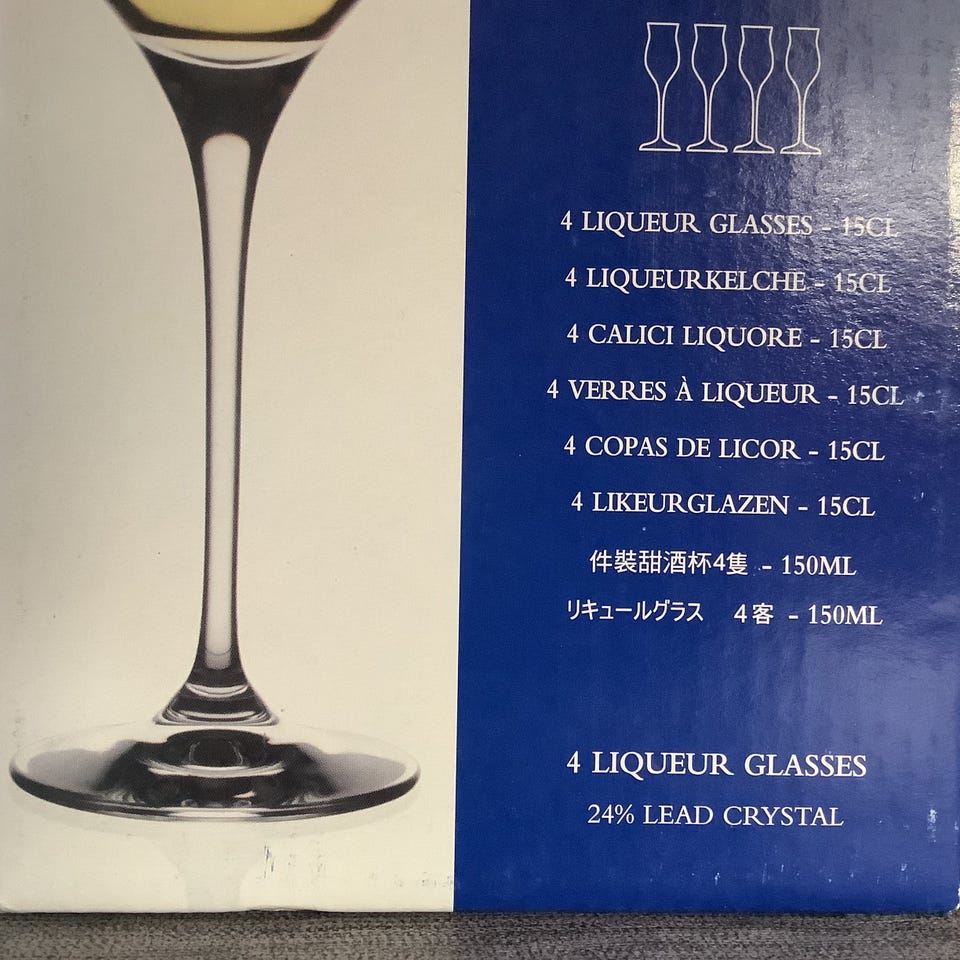 4 LIQUEUR GLASSES - 15CL
4 LIQUEURKELCHE - 15CL
4 CALICI LIQUORE - 15CL
4 VERRES À LIQUEUR - 15CL
4 COPAS DE LICOR - 15CL
4 LIKEURGLAZEN - 15CL
件裝甜酒杯4隻 - 150ML
リキュールグラス 4客 - 150ML
4 LIQUEUR GLASSES
24% LEAD CRYSTAL